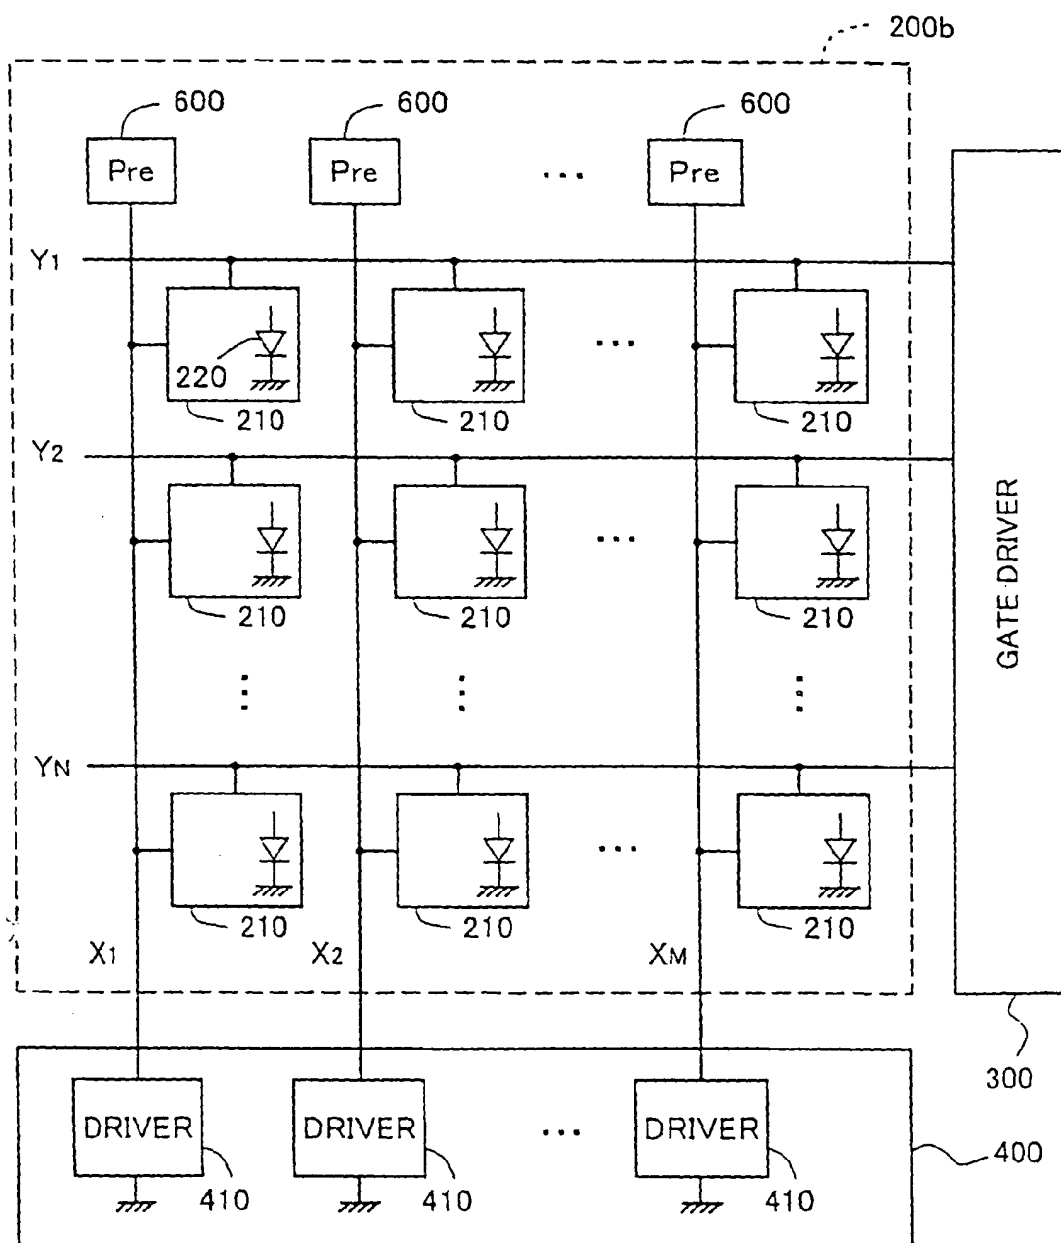 200b
600 600 600
Pre Pre ... Pre
Y1
...
220
210 210 210
Y2
...
210 210 210
GATE DRIVER
YN
...
210 210 210
X1 X2 XM
300
DRIVER DRIVER ... DRIVER
400
410 410 410